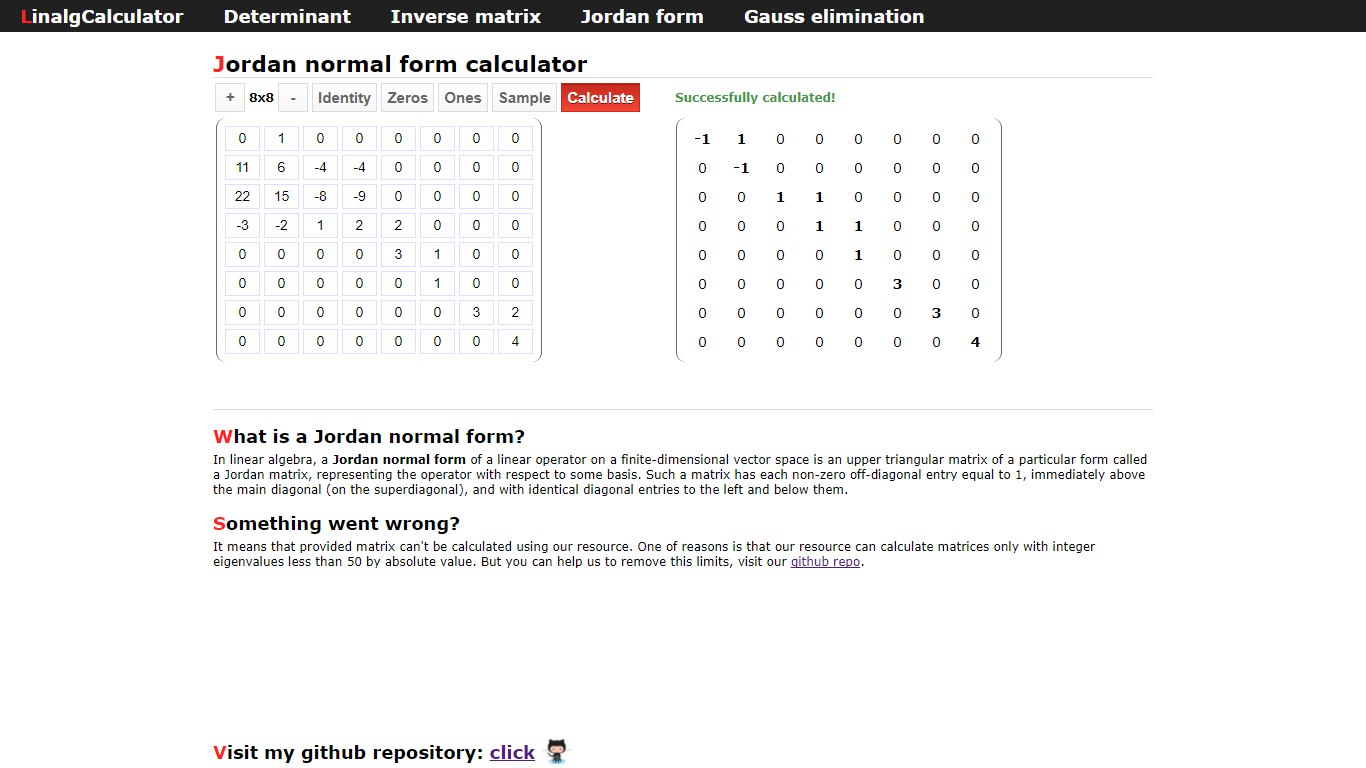 LinalgCalculator Determinant Inverse matrix Jordan form Gauss elimination
Jordan normal form calculator
+ 8x8 - Identity Zeros Ones Sample Calculate Successfully calculated!
0 1 0 0 0 0 0 0 -1 1 0 0 0 0 0 0
11 6 -4 -4 0 0 0 0 0 -1 0 0 0 0 0 0
22 15 -8 -9 0 0 0 0 0 0 1 1 0 0 0 0
-3 -2 1 2 2 0 0 0 0 0 0 1 1 0 0 0
0 0 0 0 3 1 0 0 0 0 0 0 1 0 0 0
0 0 0 0 0 1 0 0 0 0 0 0 0 3 0 0
0 0 0 0 0 0 3 2 0 0 0 0 0 0 3 0
0 0 0 0 0 0 0 4 0 0 0 0 0 0 0 4
What is a Jordan normal form?
In linear algebra, a Jordan normal form of a linear operator on a finite-dimensional vector space is an upper triangular matrix of a particular form called
a Jordan matrix, representing the operator with respect to some basis. Such a matrix has each non-zero off-diagonal entry equal to 1, immediately above
the main diagonal (on the superdiagonal), and with identical diagonal entries to the left and below them.
Something went wrong?
It means that provided matrix can't be calculated using our resource. One of reasons is that our resource can calculate matrices only with integer
eigenvalues less than 50 by absolute value. But you can help us to remove this limits, visit our github repo.
Visit my github repository: click